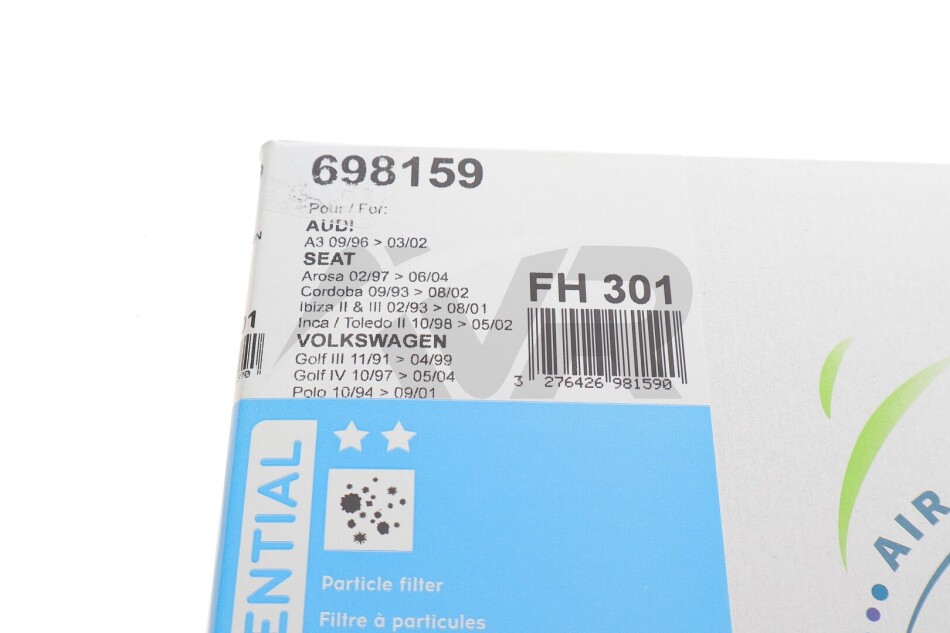 698159
Pour / For:
AUDI
A3 09/96 > 03/02
SEAT
Arosa 02/97 > 06/04
Cordoba 09/93 > 08/02
Ibiza II & III 02/93 > 08/01
Inca / Toledo II 10/98 > 05/02
VOLKSWAGEN
Golf III 11/91 > 04/99
Golf IV 10/97 > 05/04
Polo 10/94 > 09/01
FH 301
3 276426 981590
ENTIAL
Particle filter
Filtre à particules
AIR